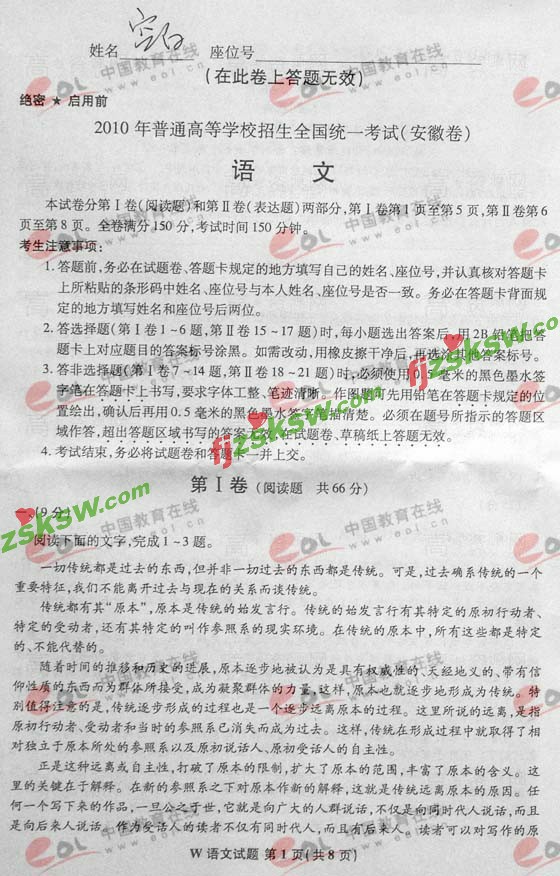 姓名 空白 座位号
(在此卷上答题无效)
绝密 ★ 启用前
2010 年普通高等学校招生全国统一考试(安徽卷)
语 文
本试卷分第Ⅰ卷(阅读题)和第Ⅱ卷(表达题)两部分,第Ⅰ卷第1页至第5页,第Ⅱ卷第6
页至第8页。全卷满分150分,考试时间150分钟。
考生注意事项:
1. 答题前,务必在试题卷、答题卡规定的地方填写自己的姓名、座位号,并认真核对答题卡
上所粘贴的条形码中姓名、座位号与本人姓名、座位号是否一致。务必在答题卡背面规
定的地方填写姓名和座位号后两位。
2. 答选择题(第Ⅰ卷1~6题,第Ⅱ卷15~17题)时,每小题选出答案后,用2B铅笔把答
题卡上对应题目的答案标号涂黑。如需改动,用橡皮擦干净后,再选涂其他答案标号。
3. 答非选择题(第Ⅰ卷7~14题,第Ⅱ卷18~21题)时,必须使用0.5毫米的黑色墨水签
字笔在答题卡上书写,要求字体工整、笔迹清晰。作图题可先用铅笔在答题卡规定的位
置绘出,确认后再用0.5毫米的黑色墨水签字笔描清楚。必须在题号所指示的答题区
域作答,超出答题区域书写的答案无效,在试题卷、草稿纸上答题无效。
4. 考试结束,务必将试题卷和答题卡一并上交。
第Ⅰ卷(阅读题 共66分)
一、(9分)
阅读下面的文字,完成1~3题。
一切传统都是过去的东西,但并非一切过去的东西都是传统。可是,过去确系传统的一个
重要特征,我们不能离开过去与现在的关系而谈传统。
传统都有其“原本”,原本是传统的始发言行。传统的始发言行有其特定的原初行动者、
特定的受动者,还有其特定的叫作参照系的现实环境。在传统的原本中,所有这些都是特定
的、不能代替的。
随着时间的推移和历史的进展,原本逐步地被认为是具有权威性的、天经地义的、带有信
仰性质的东西而为群体所接受,成为凝聚群体的力量,这样,原本也就逐步地形成为传统。特
别值得注意的是,传统逐步形成的过程也是一个逐步远离原本的过程。这里所说的远离,是指
原初行动者、受动者和当时的参照系已消失而成为过去。这样,传统在形成过程中就取得了相
对独立于原本所处的参照系以及原初说话人、原初受话人的自主性。
正是这种远离或自主性,打破了原本的限制,扩大了原本的范围,丰富了原本的含义。这
里的关键在于解释。在新的参照系之下对原本作新的解释,这就是传统远离原本的原因。任
何一个写下来的作品,一旦公之于世,它就是向广大的人群说话,不仅是向同时代人说话,而且
是向后来人说话。作为受话人的读者不仅有同时代人,而且有后来人。读者可以对写作的原
W 语文试题 第1页(共8页)
中国教育在线
www.eol.cn
fjzsksw.com